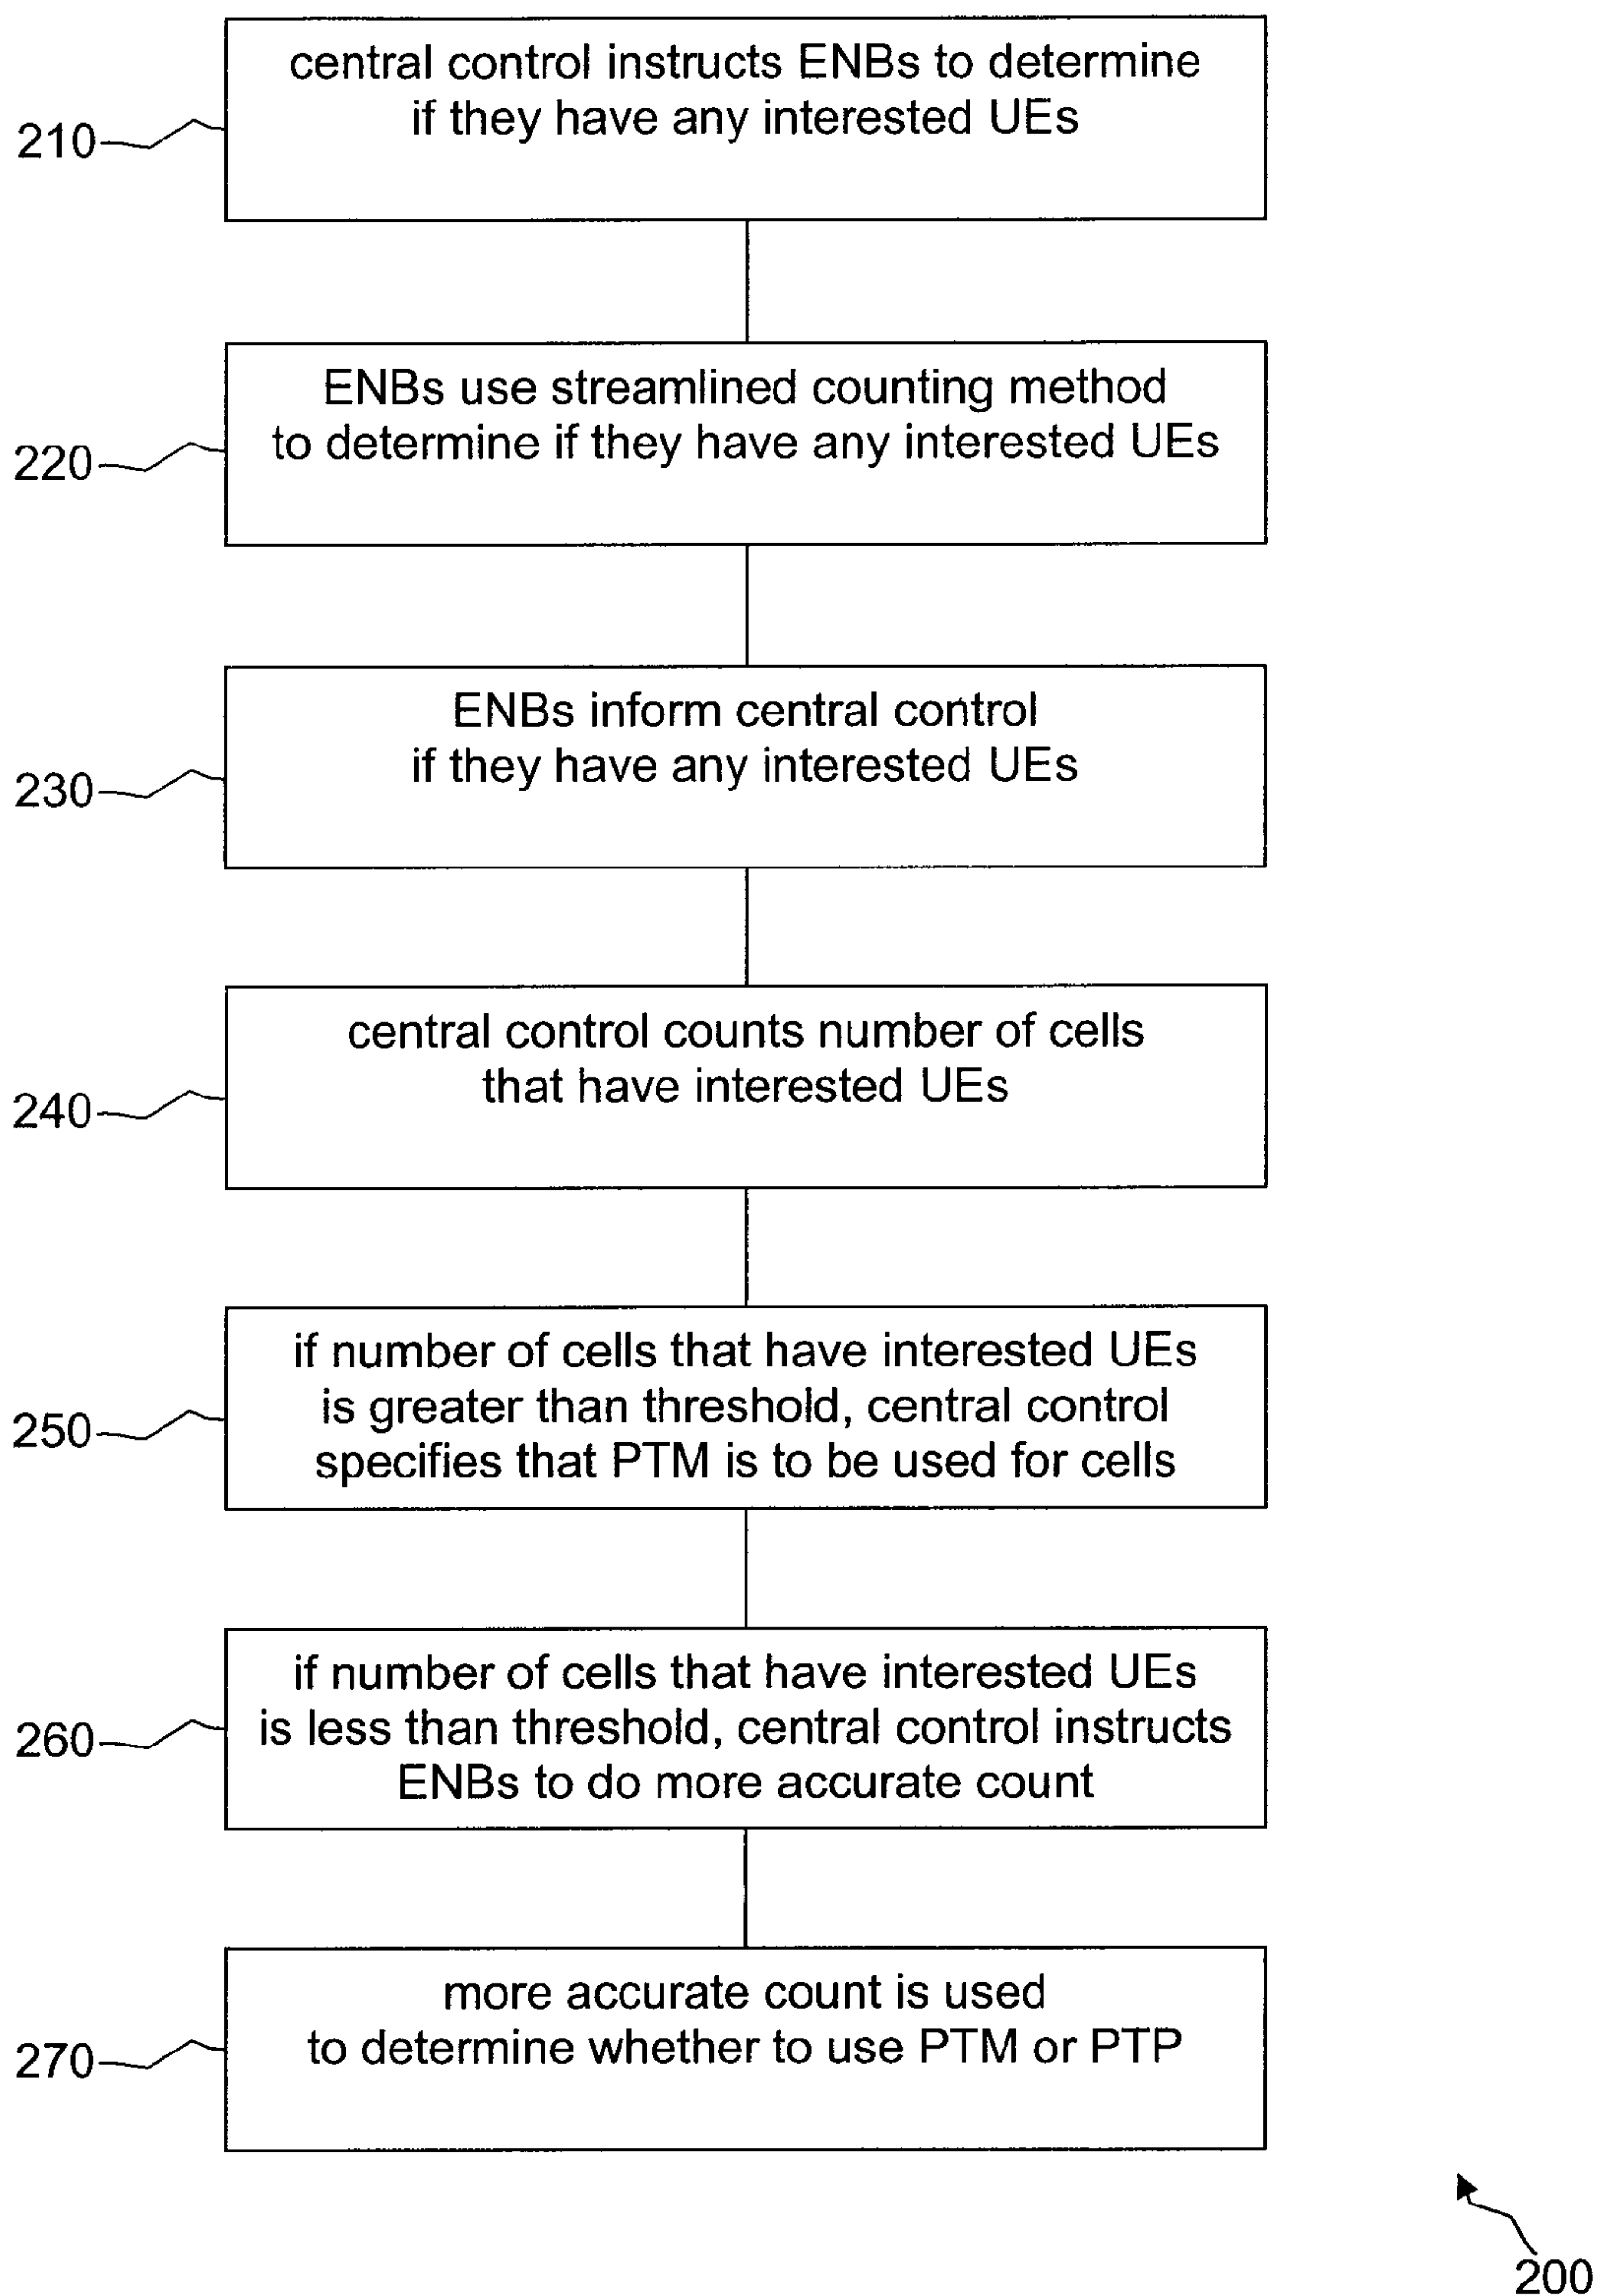 central control instructs ENBs to determine
if they have any interested UEs
210
ENBs use streamlined counting method
to determine if they have any interested UEs
220
ENBs inform central control
if they have any interested UEs
230
central control counts number of cells
that have interested UEs
240
if number of cells that have interested UEs
is greater than threshold, central control
specifies that PTM is to be used for cells
250
if number of cells that have interested UEs
is less than threshold, central control instructs
ENBs to do more accurate count
260
more accurate count is used
to determine whether to use PTM or PTP
270
200